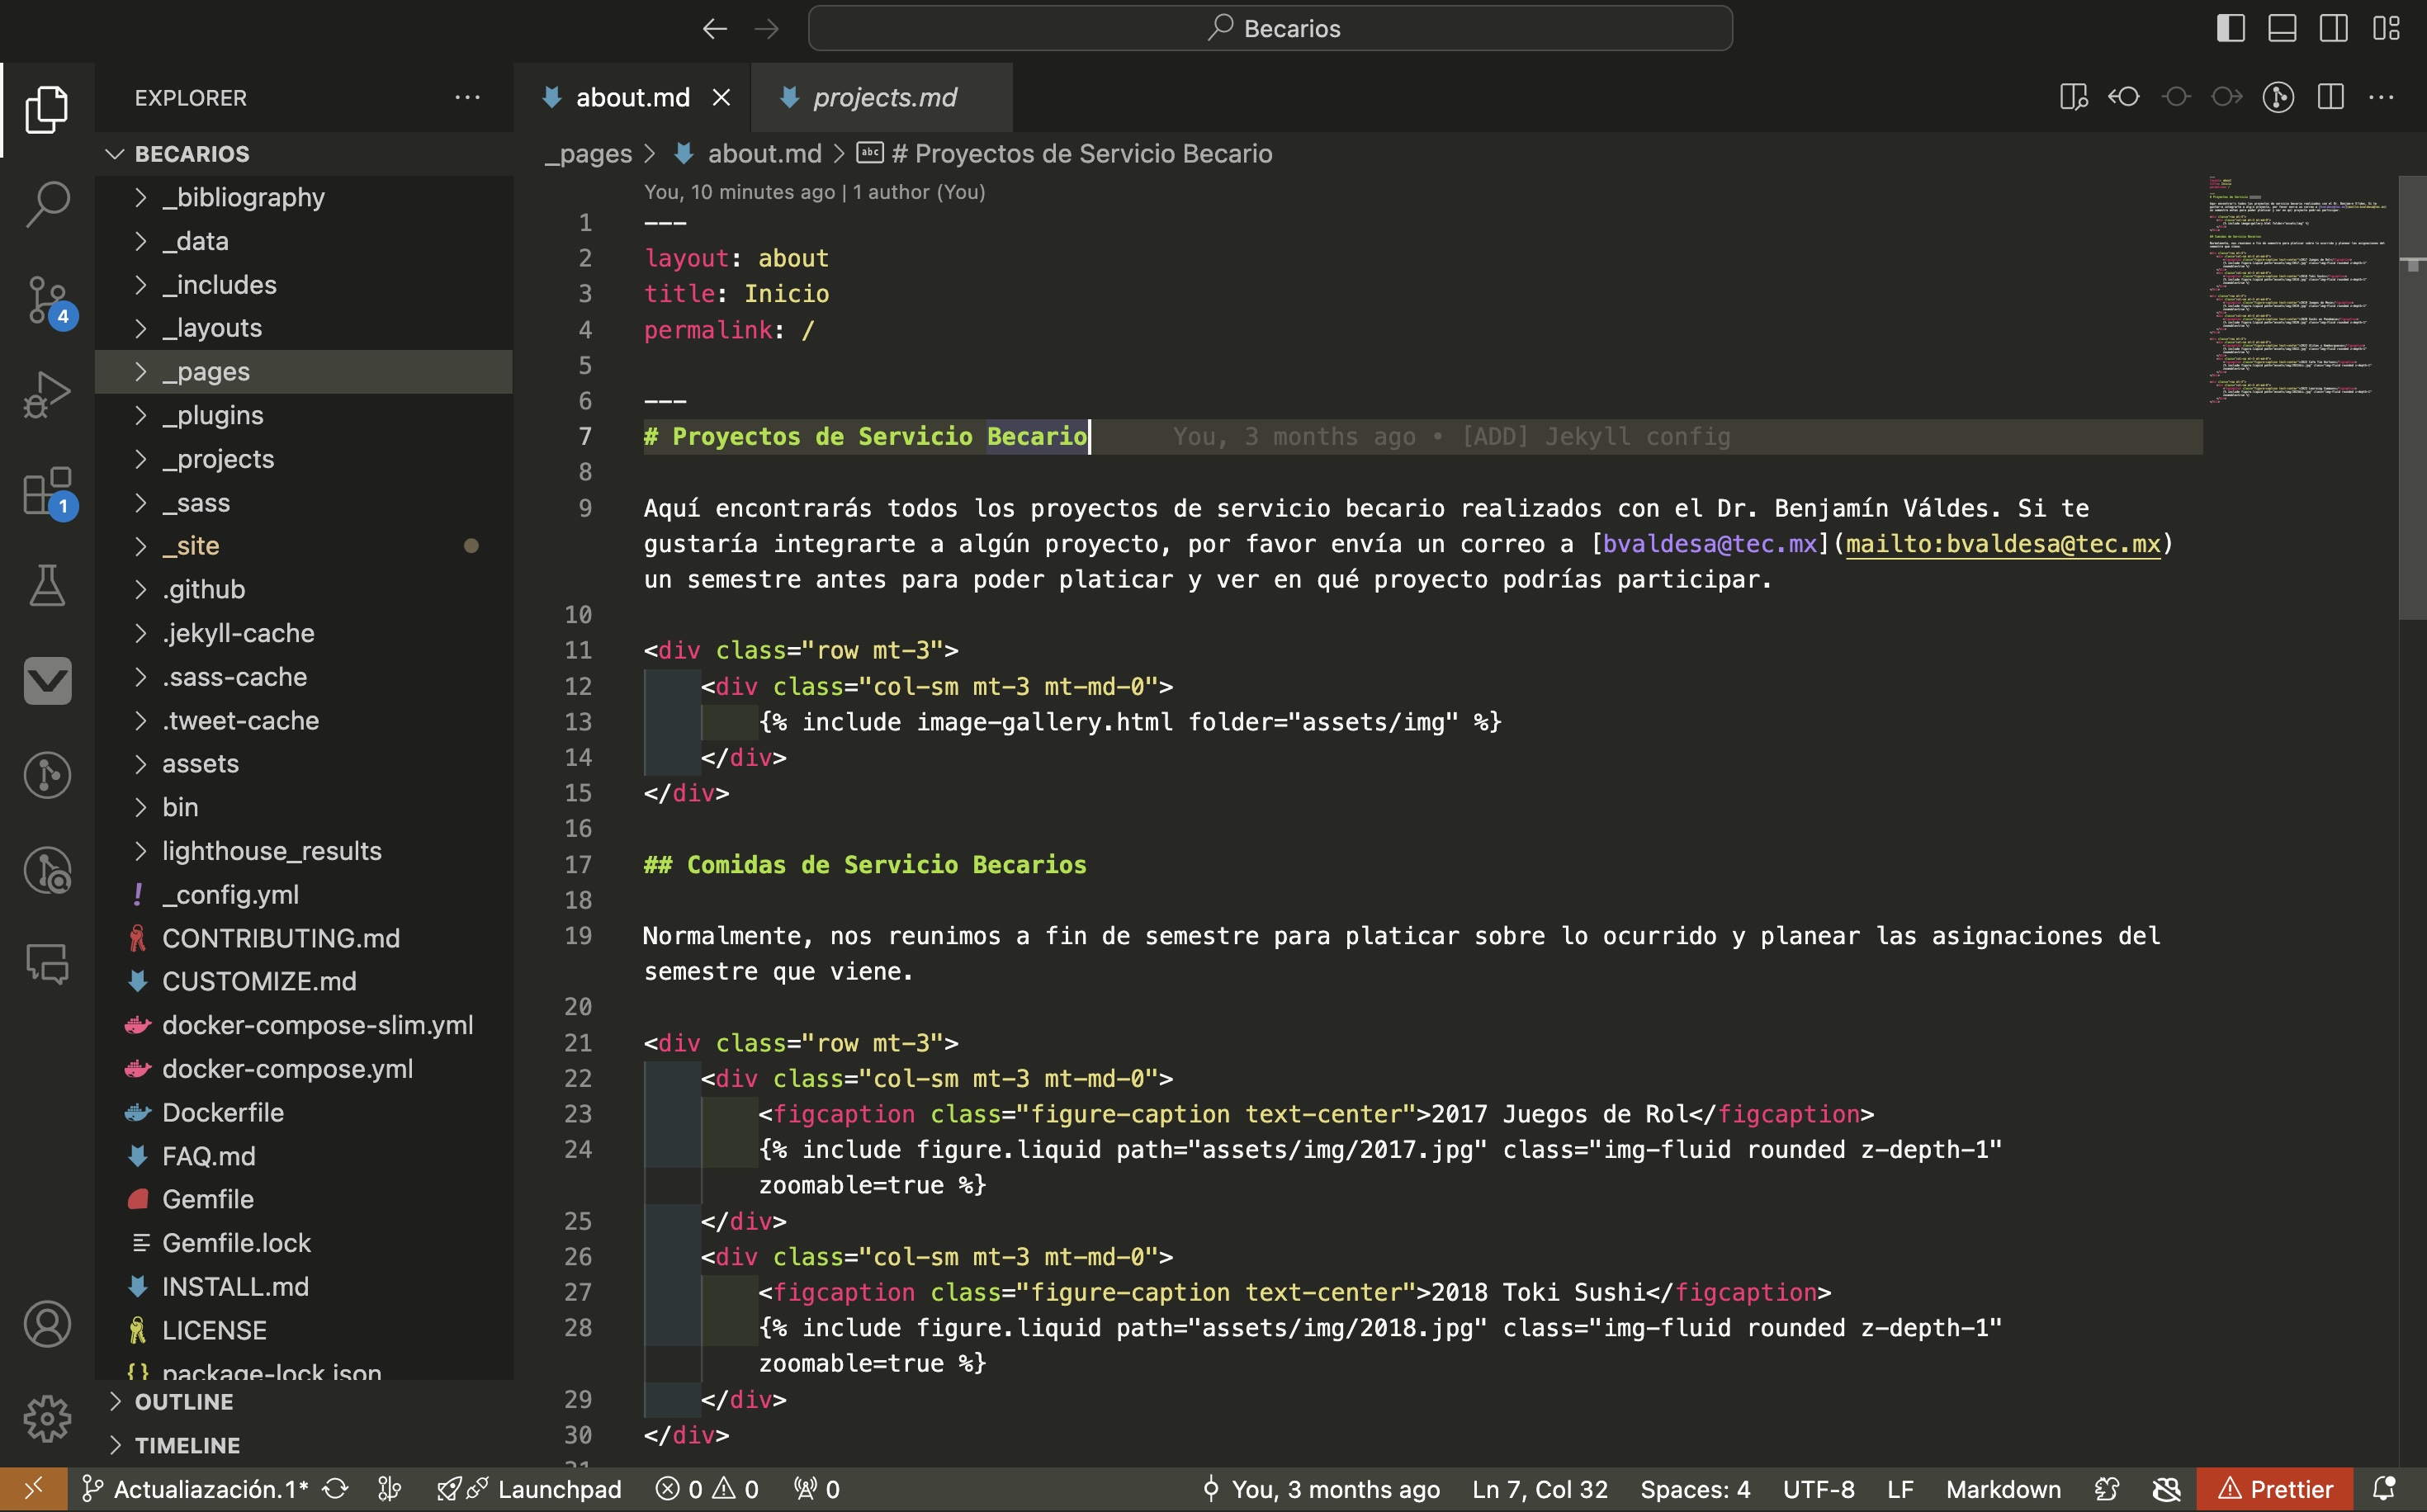 Becarios
EXPLORER
about.md
projects.md
BECARIOS
_pages > about.md > # Proyectos de Servicio Becario
_bibliography
_data
_includes
_layouts
_pages
_plugins
_projects
_sass
_site
.github
.jekyll-cache
.sass-cache
.tweet-cache
assets
bin
lighthouse_results
_config.yml
CONTRIBUTING.md
CUSTOMIZE.md
docker-compose-slim.yml
docker-compose.yml
Dockerfile
FAQ.md
Gemfile
Gemfile.lock
INSTALL.md
LICENSE
package-lock.json
OUTLINE
TIMELINE
4
1
You, 10 minutes ago | 1 author (You)
1 ---
2 layout: about
3 title: Inicio
4 permalink: /
5
6 ---
7 # Proyectos de Servicio Becario You, 3 months ago • [ADD] Jekyll config
8
9 Aquí encontrarás todos los proyectos de servicio becario realizados con el Dr. Benjamín Váldes. Si te
gustaría integrarte a algún proyecto, por favor envía un correo a [bvaldesa@tec.mx](mailto:bvaldesa@tec.mx)
un semestre antes para poder platicar y ver en qué proyecto podrías participar.
10
11 <div class="row mt-3">
12 <div class="col-sm mt-3 mt-md-0">
13 {% include image-gallery.html folder="assets/img" %}
14 </div>
15 </div>
16
17 ## Comidas de Servicio Becarios
18
19 Normalmente, nos reunimos a fin de semestre para platicar sobre lo ocurrido y planear las asignaciones del
semestre que viene.
20
21 <div class="row mt-3">
22 <div class="col-sm mt-3 mt-md-0">
23 <figcaption class="figure-caption text-center">2017 Juegos de Rol</figcaption>
24 {% include figure.liquid path="assets/img/2017.jpg" class="img-fluid rounded z-depth-1"
zoomable=true %}
25 </div>
26 <div class="col-sm mt-3 mt-md-0">
27 <figcaption class="figure-caption text-center">2018 Toki Sushi</figcaption>
28 {% include figure.liquid path="assets/img/2018.jpg" class="img-fluid rounded z-depth-1"
zoomable=true %}
29 </div>
30 </div>
Actualiazación.1* Launchpad 0 0 0 You, 3 months ago Ln 7, Col 32 Spaces: 4 UTF-8 LF Markdown Prettier